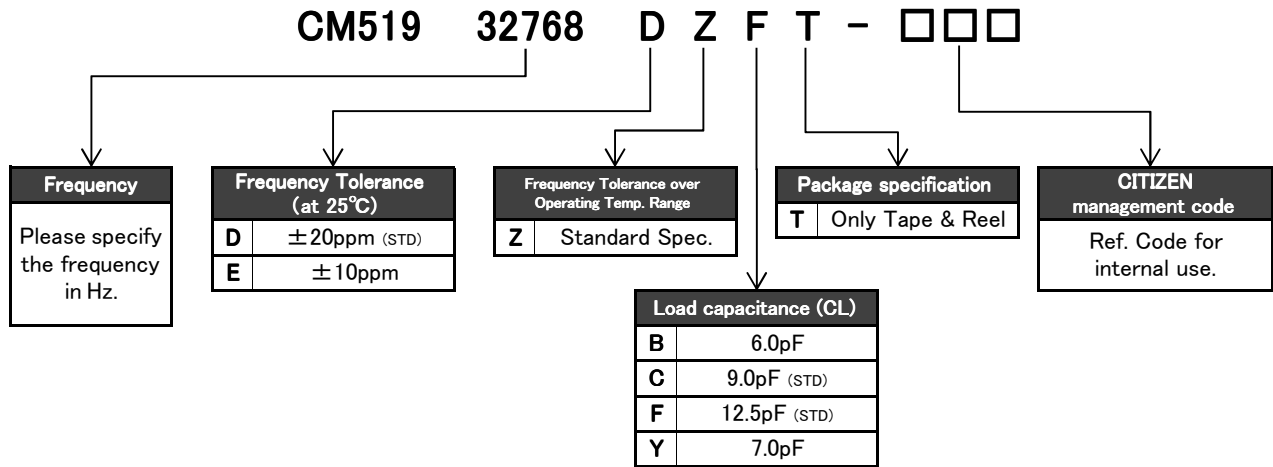 CM519 32768 D Z F T - □□□
Frequency
Please specify
the frequency
in Hz.
Frequency Tolerance
(at 25℃)
D ±20ppm (STD)
E ±10ppm
Frequency Tolerance over
Operating Temp. Range
Z Standard Spec.
Package specification
T Only Tape & Reel
CITIZEN
management code
Ref. Code for
internal use.
Load capacitance (CL)
B 6.0pF
C 9.0pF (STD)
F 12.5pF (STD)
Y 7.0pF